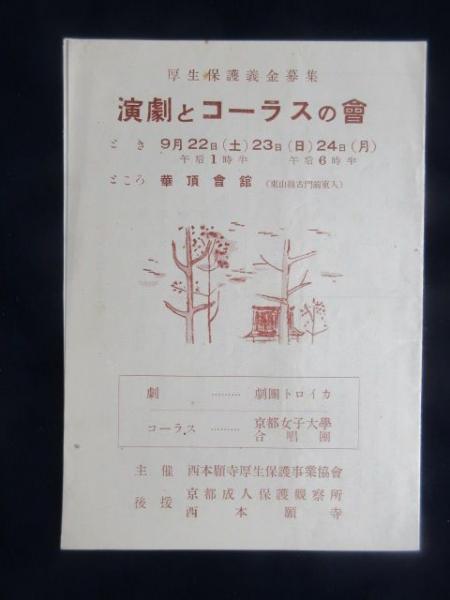 厚生保護義金募集
演劇とコーラスの會
とき 9月22日(土)23日(日)24日(月)
午后1時半 午后6時半
ところ 華頂會舘 (東山線古門前東入)
劇 ……… 劇團トロイカ
コーラス ……… 京都女子大學
合唱團
主催 西本願寺厚生保護事業協會
後援 京都成人保護観察所
西本願寺